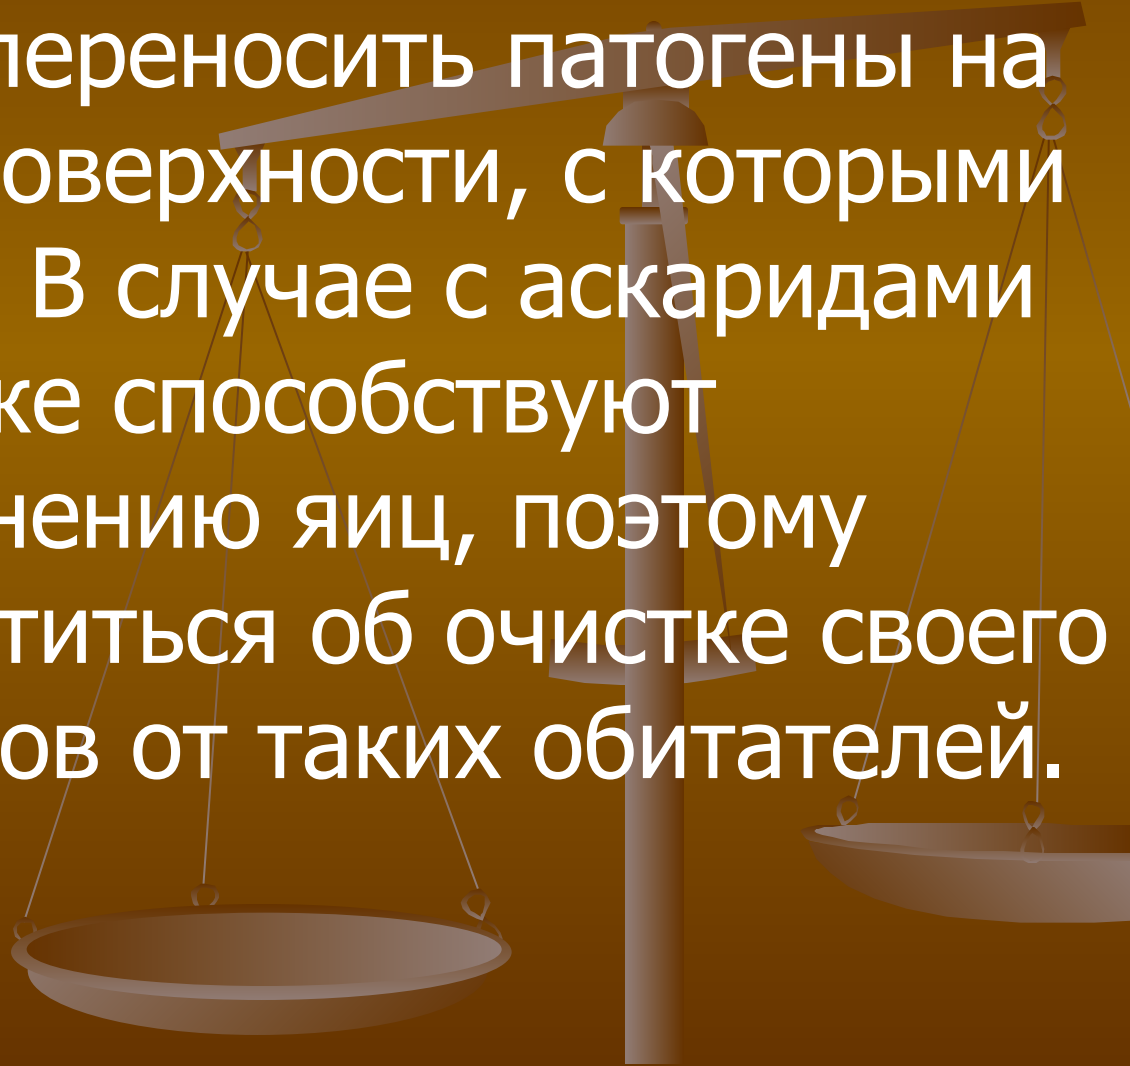 переносить патогены на
оверхности, с которыми
В случае с аскаридами
же способствуют
нению яиц, поэтому
титься об очистке своего
ов от таких обитателей.